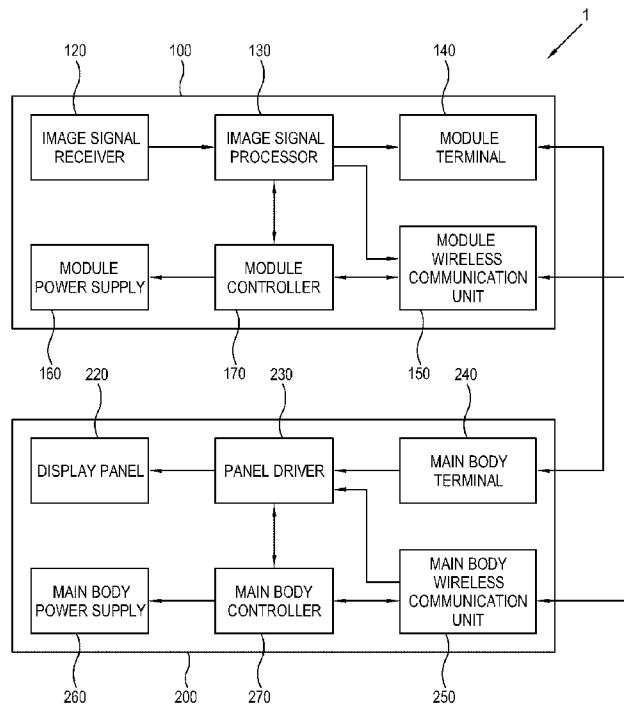 1
120
100
130
140
IMAGE SIGNAL
RECEIVER
IMAGE SIGNAL
PROCESSOR
MODULE
TERMINAL
MODULE
POWER SUPPLY
MODULE
CONTROLLER
MODULE
WIRELESS
COMMUNICATION
UNIT
160
170
150
220
230
240
DISPLAY PANEL
PANEL DRIVER
MAIN BODY
TERMINAL
MAIN BODY
POWER SUPPLY
MAIN BODY
CONTROLLER
MAIN BODY
WIRELESS
COMMUNICATION
UNIT
260
200
270
250